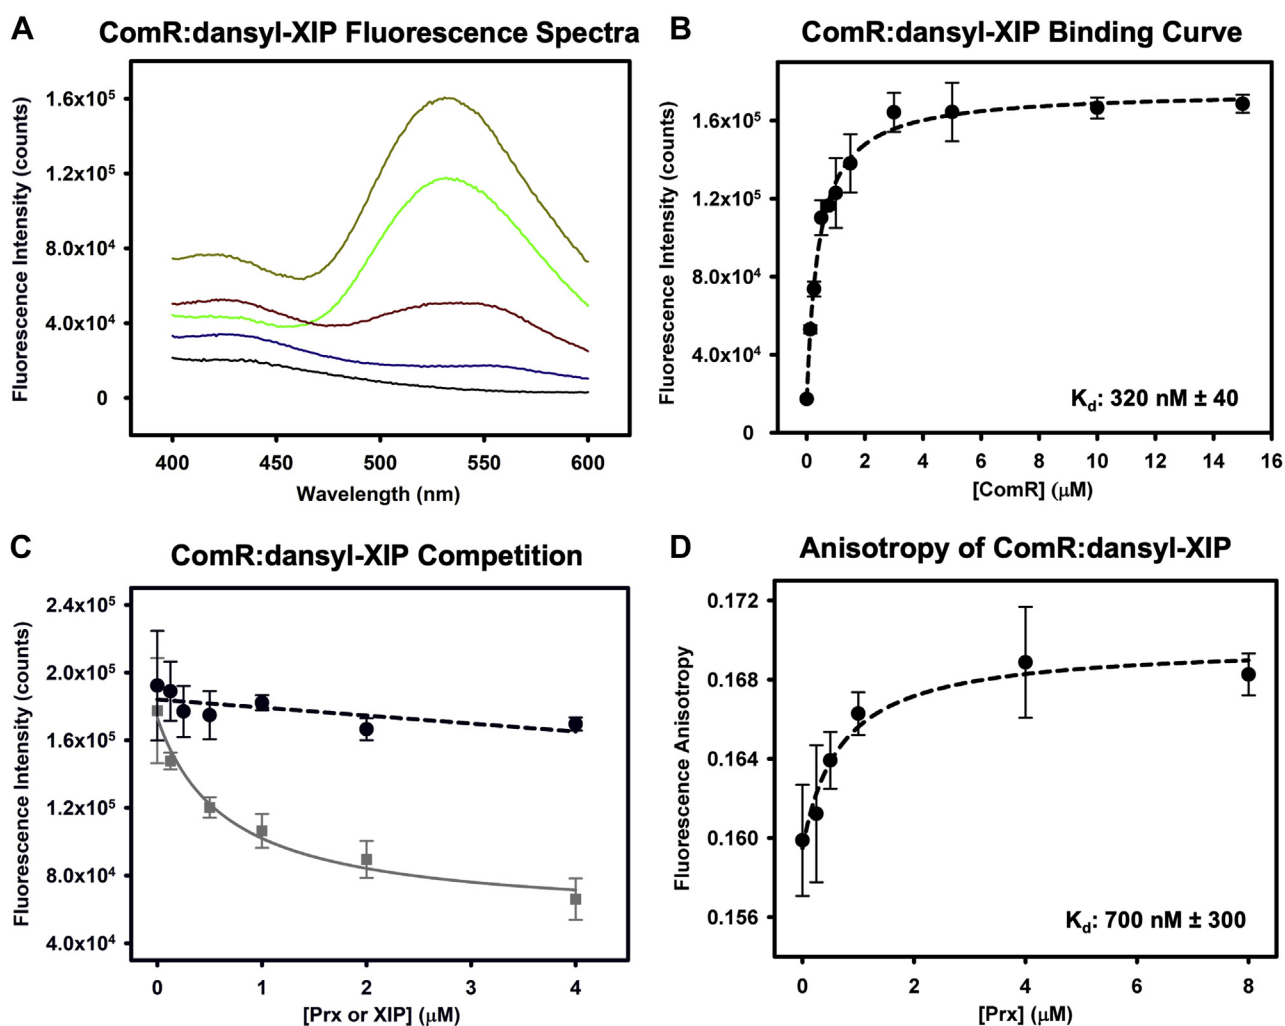 A
ComR:dansyl-XIP Fluorescence Spectra
Fluorescence Intensity (counts)
1.6x10⁵
1.2x10⁵
8.0x10⁴
4.0x10⁴
0
400 450 500 550 600
Wavelength (nm)
B
ComR:dansyl-XIP Binding Curve
Fluorescence Intensity (counts)
1.6x10⁵
1.2x10⁵
8.0x10⁴
4.0x10⁴
0
K_d: 320 nM ± 40
0 2 4 6 8 10 12 14 16
[ComR] (μM)
C
ComR:dansyl-XIP Competition
Fluorescence Intensity (counts)
2.4x10⁵
2.0x10⁵
1.6x10⁵
1.2x10⁵
8.0x10⁴
4.0x10⁴
0 1 2 3 4
[Prx or XIP] (μM)
D
Anisotropy of ComR:dansyl-XIP
Fluorescence Anisotropy
0.172
0.168
0.164
0.160
0.156
K_d: 700 nM ± 300
0 2 4 6 8
[Prx] (μM)